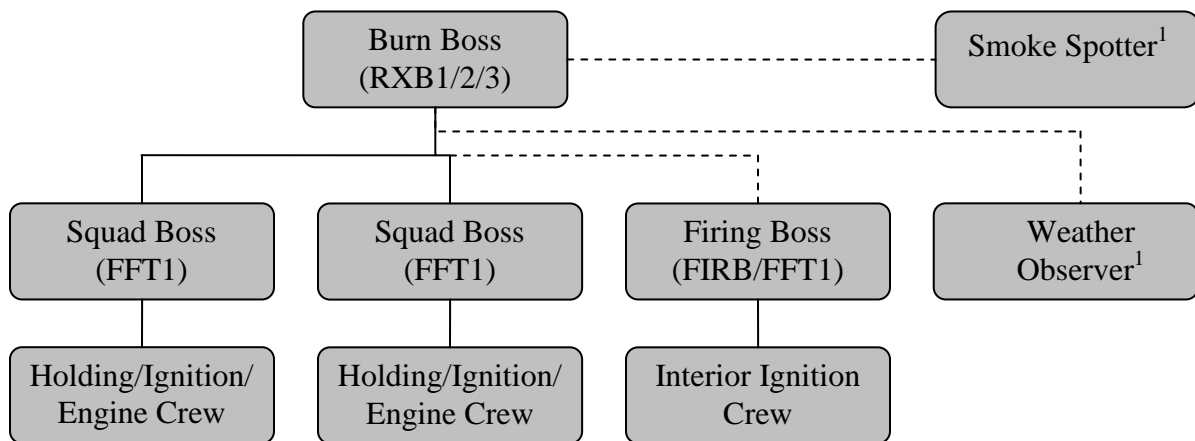 Burn Boss
(RXB1/2/3)
Smoke Spotter¹
Squad Boss
(FFT1)
Squad Boss
(FFT1)
Firing Boss
(FIRB/FFT1)
Weather
Observer¹
Holding/Ignition/
Engine Crew
Holding/Ignition/
Engine Crew
Interior Ignition
Crew